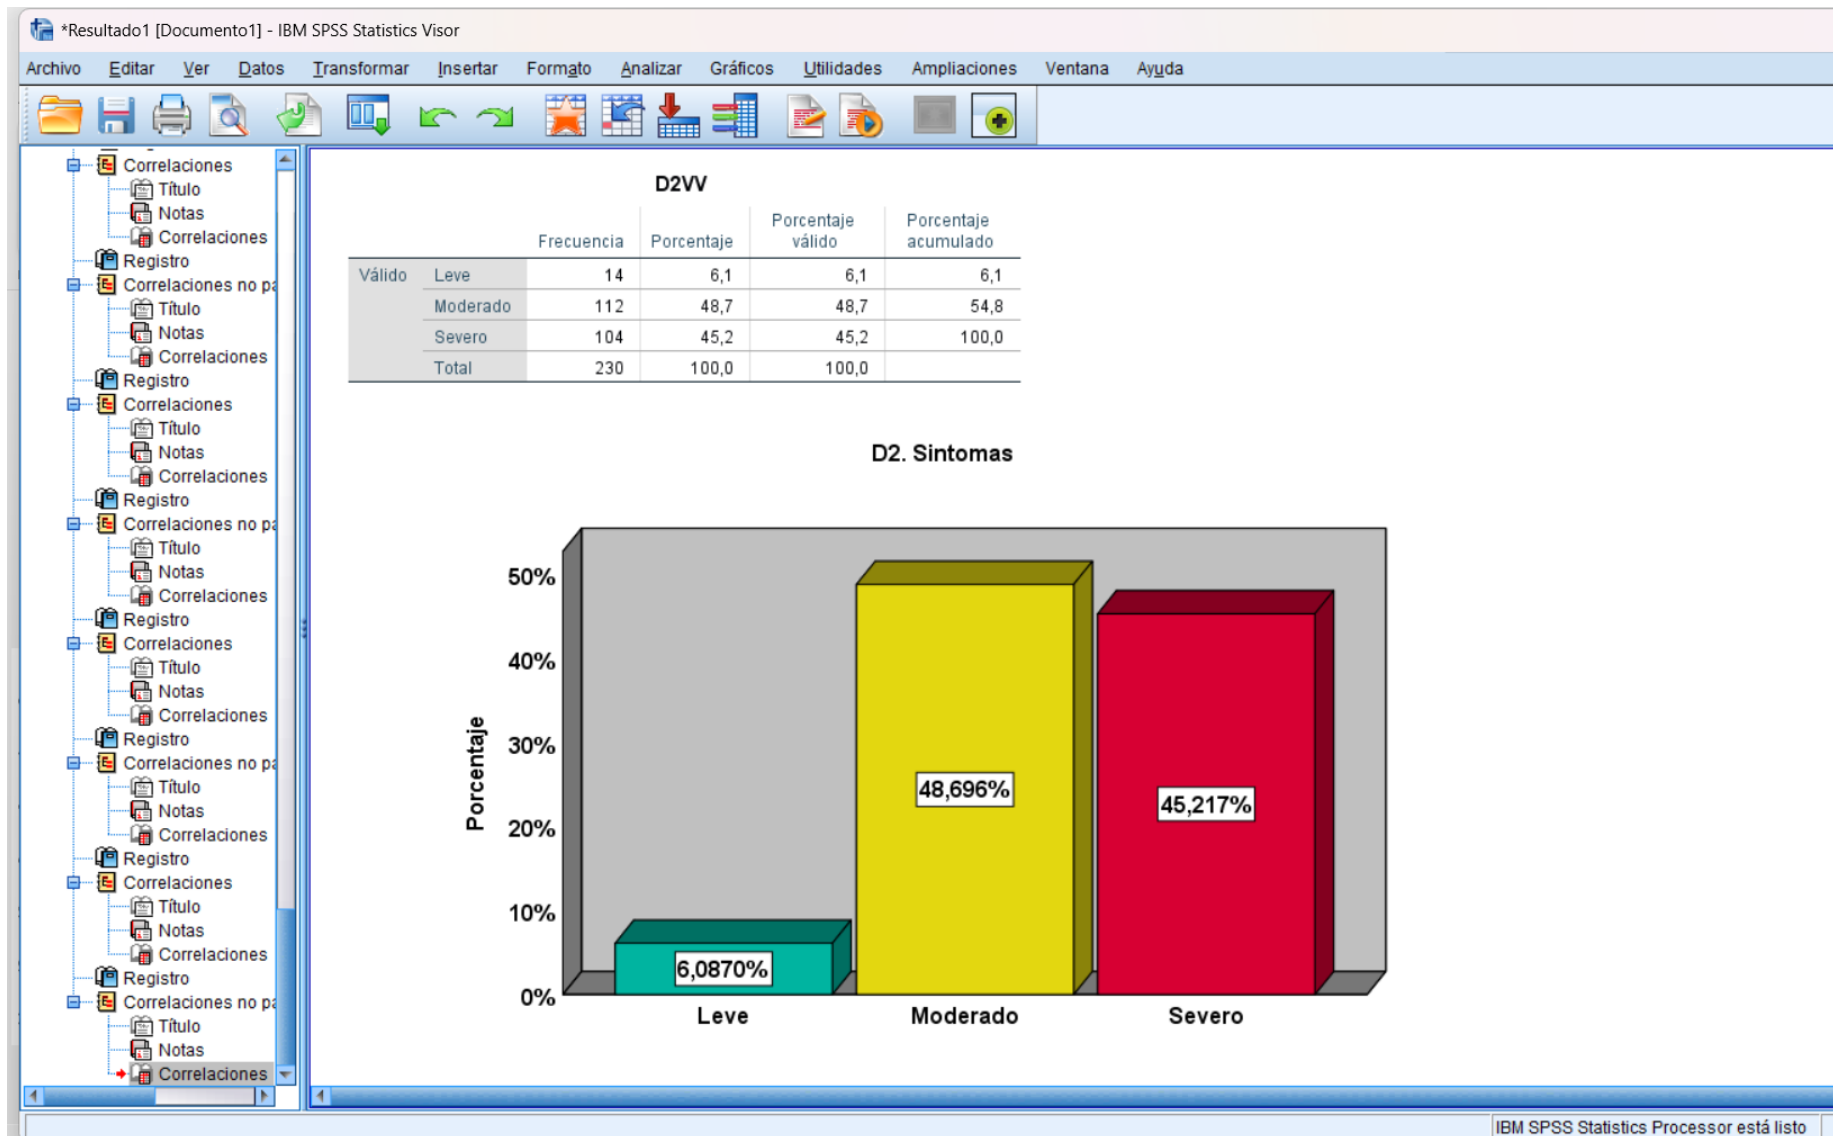 *Resultado1 [Documento1] - IBM SPSS Statistics Visor
Archivo Editar Ver Datos Transformar Insertar Formato Analizar Gráficos Utilidades Ampliaciones Ventana Ayuda
Correlaciones
Título
Notas
Correlaciones
Registro
Correlaciones no pa
Título
Notas
Correlaciones
Registro
Correlaciones
Título
Notas
Correlaciones
Registro
Correlaciones no pa
Título
Notas
Correlaciones
Registro
Correlaciones
Título
Notas
Correlaciones
Registro
Correlaciones no pa
Título
Notas
Correlaciones
Registro
Correlaciones
Título
Notas
Correlaciones
Registro
Correlaciones no pa
Título
Notas
Correlaciones
D2VV
Frecuencia Porcentaje Porcentaje válido Porcentaje acumulado
Válido Leve 14 6,1 6,1 6,1
Moderado 112 48,7 48,7 54,8
Severo 104 45,2 45,2 100,0
Total 230 100,0 100,0
D2. Sintomas
Porcentaje
50%
40%
30%
20%
10%
0%
6,0870%
48,696%
45,217%
Leve Moderado Severo
IBM SPSS Statistics Processor está listo